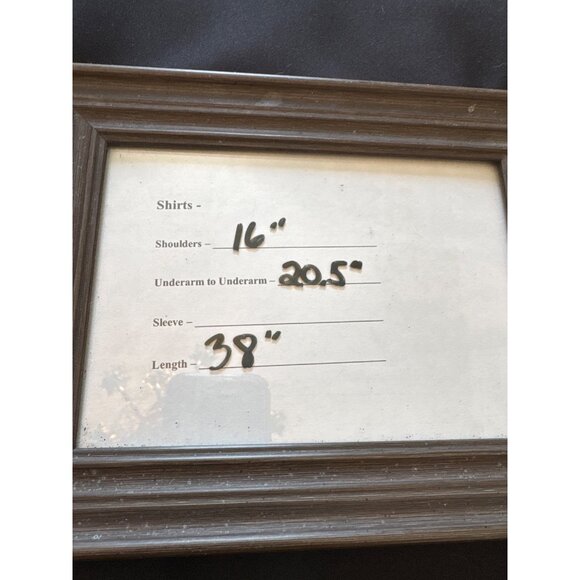 Shirts -
Shoulders – 16"
Underarm to Underarm – 20.5"
Sleeve –
Length – 38"